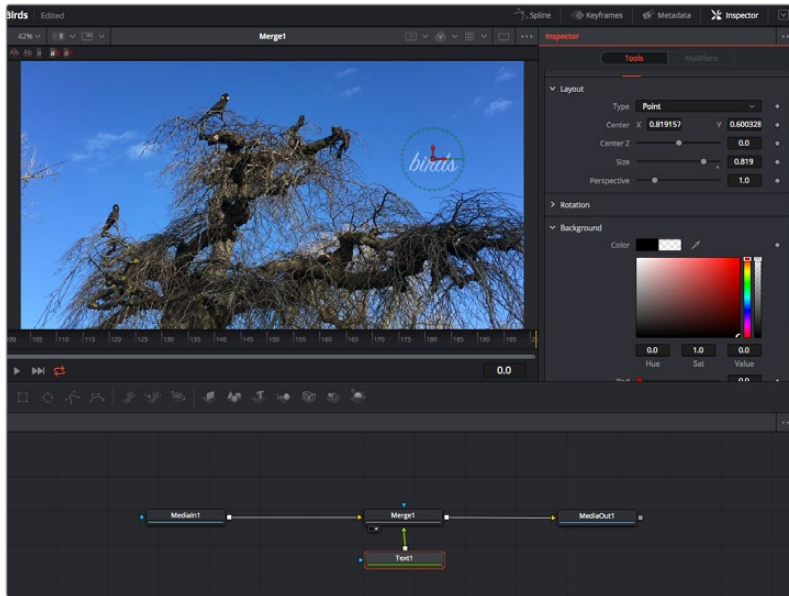 Birds Edited Spline Keyframes Metadata Inspector
42% Merge1 Inspector
Tools Modifiers
Layout
Type Point
Center X 0.819157 Y 0.600328
Center Z 0.0
Size 0.819
Perspective 1.0
Rotation
Background
Color
birds
0.0 1.0 0.0
Hue Sat Value
105 110 115 120 125 130 135 140 145 150 155 160 165 170 175 180 185 190 195
0.0
MediaIn1 Merge1 MediaOut1
Text1